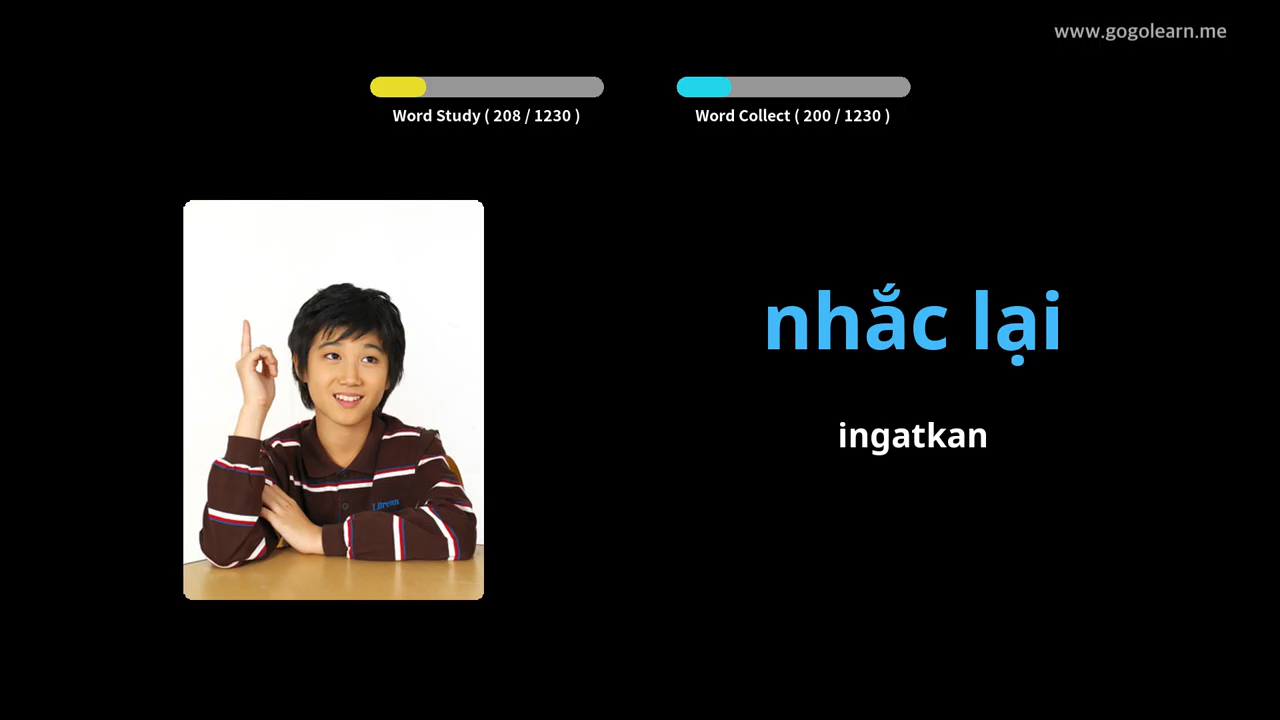 www.gogolearn.me
Word Study ( 208 / 1230 )
Word Collect ( 200 / 1230 )
nhắc lại
ingatkan